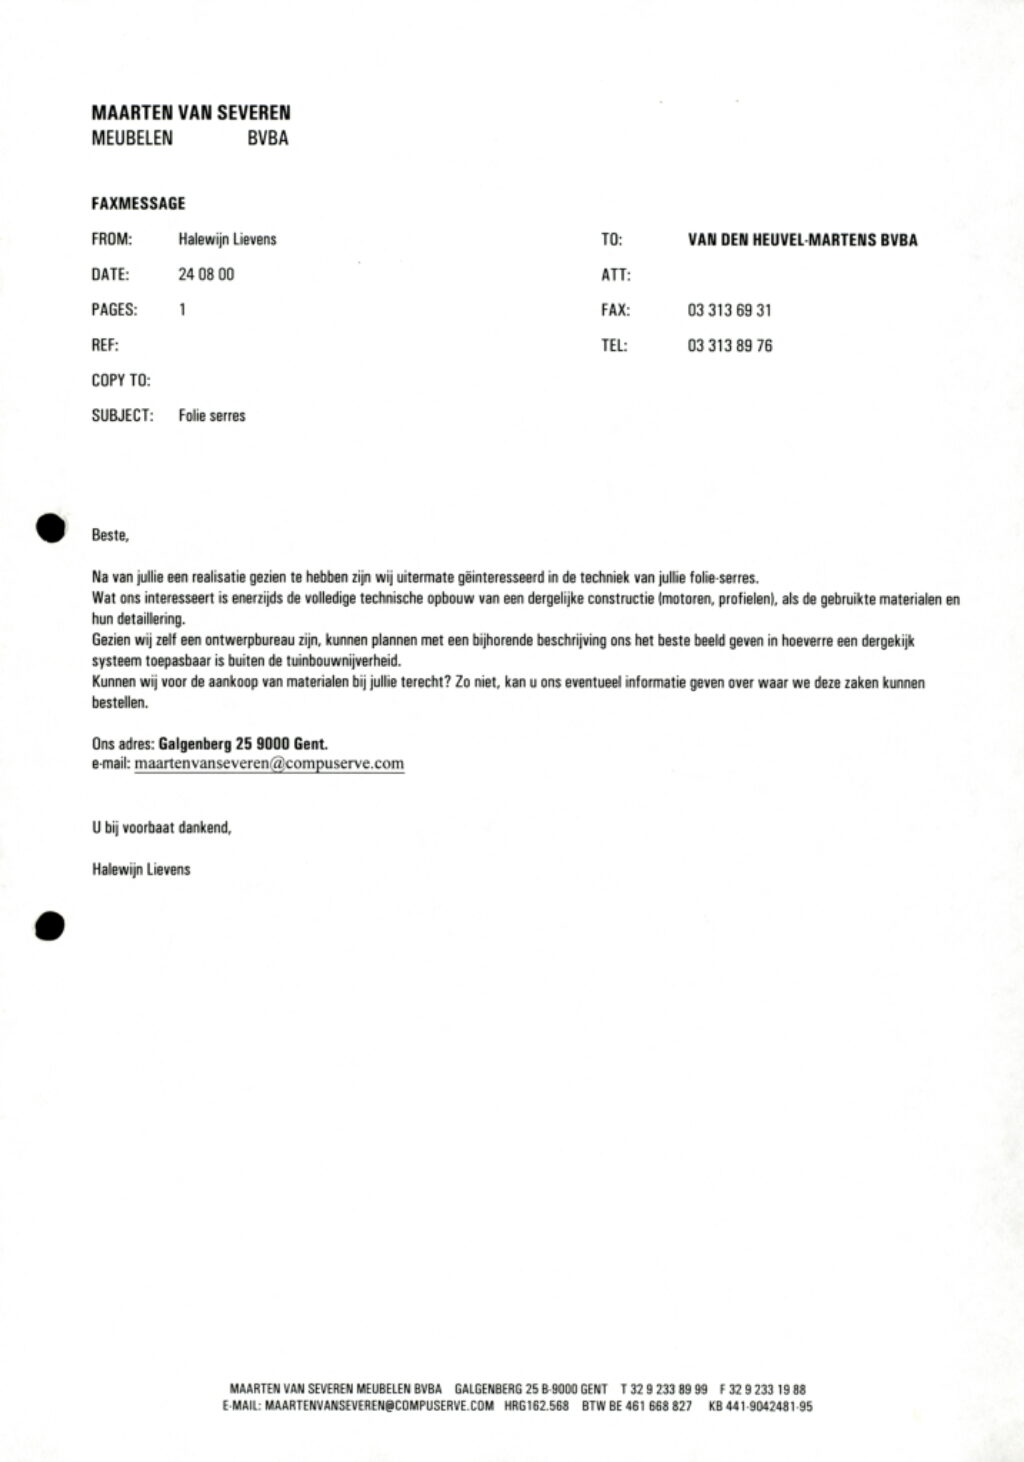 MAARTEN VAN SEVEREN
MEUBELEN BVBA
FAXMESSAGE
FROM: Halewijn Lievens TO: VAN DEN HEUVEL-MARTENS BVBA
DATE: 24 08 00 ATT:
PAGES: 1 FAX: 03 313 69 31
REF: TEL: 03 313 89 76
COPY TO:
SUBJECT: Folie serres
Beste,
Na van jullie een realisatie gezien te hebben zijn wij uitermate gëinteresseerd in de techniek van jullie folie-serres.
Wat ons interesseert is enerzijds de volledige technische opbouw van een dergelijke constructie (motoren, profielen), als de gebruikte materialen en
hun detaillering.
Gezien wij zelf een ontwerpbureau zijn, kunnen plannen met een bijhorende beschrijving ons het beste beeld geven in hoeverre een dergekijk
systeem toepasbaar is buiten de tuinbouwnijverheid.
Kunnen wij voor de aankoop van materialen bij jullie terecht? Zo niet, kan u ons eventueel informatie geven over waar we deze zaken kunnen
bestellen.
Ons adres: Galgenberg 25 9000 Gent.
e-mail: maartenvanseveren@compuserve.com
U bij voorbaat dankend,
Halewijn Lievens
MAARTEN VAN SEVEREN MEUBELEN BVBA GALGENBERG 25 B-9000 GENT T 32 9 233 89 99 F 32 9 233 19 88
E-MAIL: MAARTENVANSEVEREN@COMPUSERVE.COM HRG162.568 BTW BE 461 668 827 KB 441-9042481-95